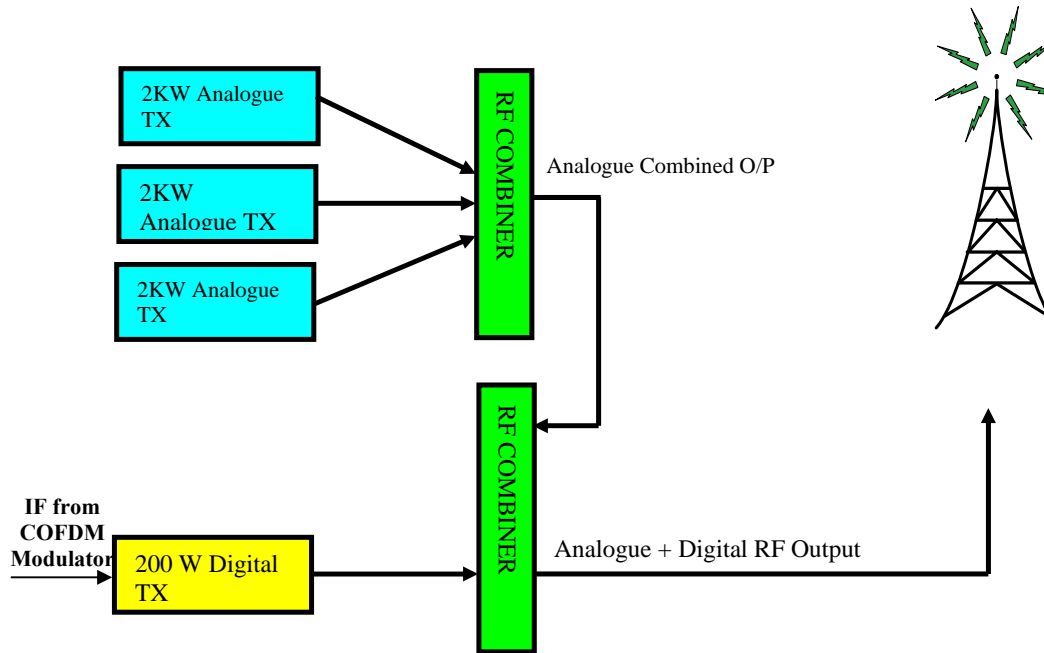 2KW Analogue
TX
2KW
Analogue TX
2KW Analogue
TX
RF COMBINER
Analogue Combined O/P
RF COMBINER
IF from
COFDM
Modulator
200 W Digital
TX
Analogue + Digital RF Output